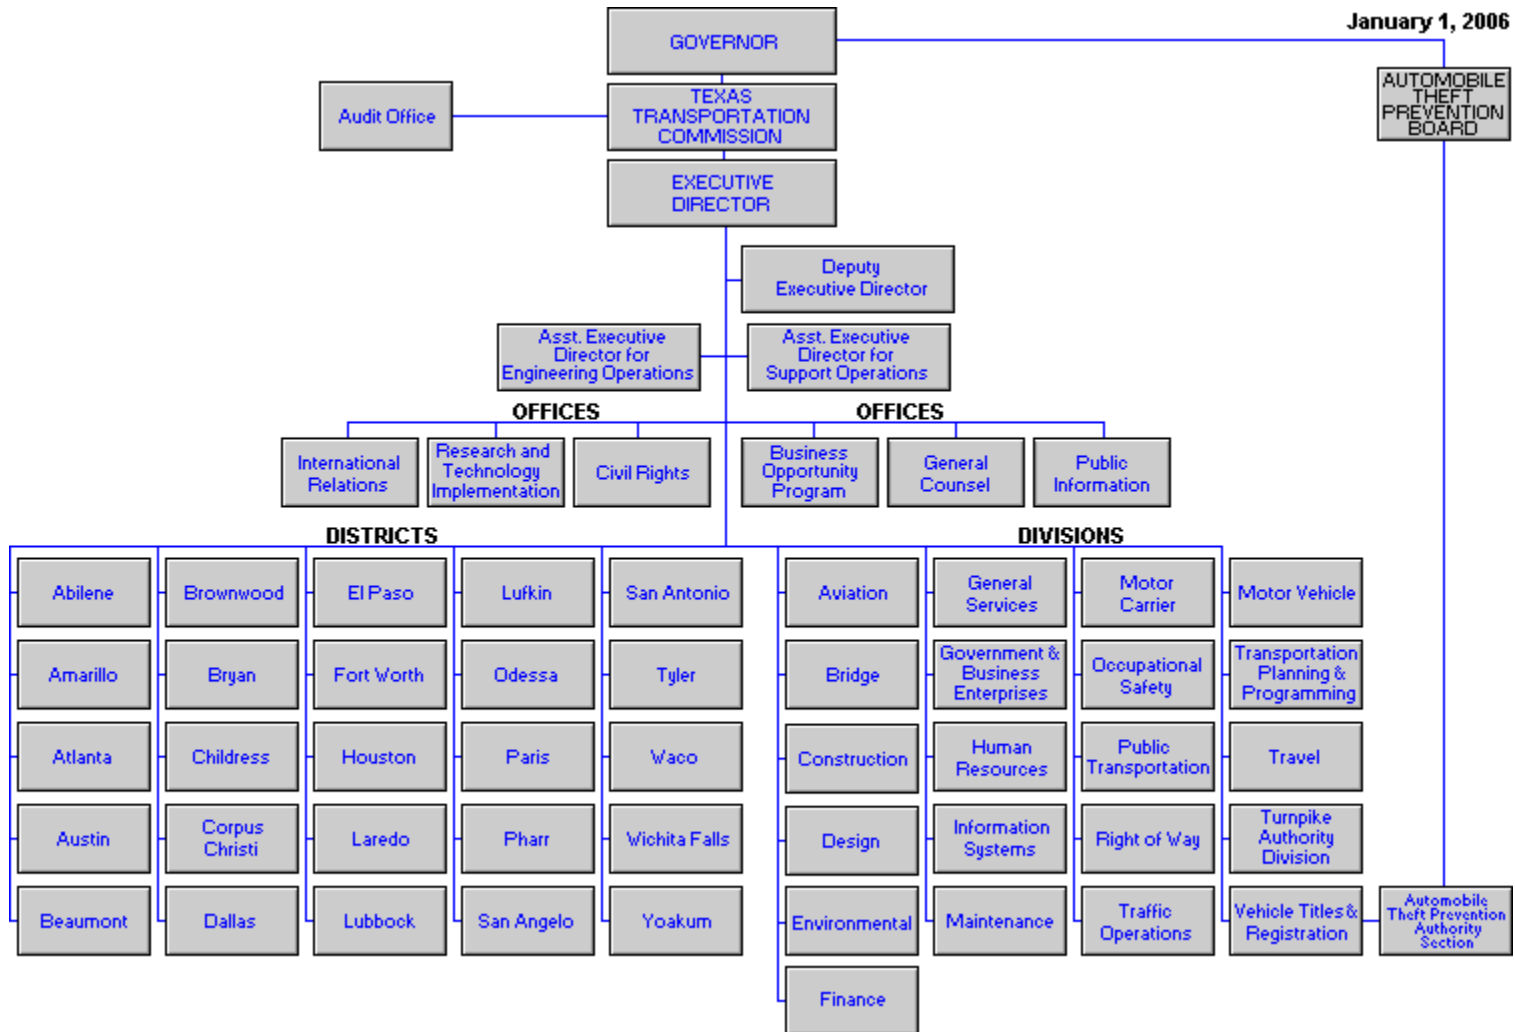 January 1, 2006
GOVERNOR
AUTOMOBILE
THEFT
PREVENTION
BOARD
Audit Office
TEXAS
TRANSPORTATION
COMMISSION
EXECUTIVE
DIRECTOR
Deputy
Executive Director
Asst. Executive
Director for
Engineering Operations
Asst. Executive
Director for
Support Operations
OFFICES
OFFICES
International
Relations
Research and
Technology
Implementation
Civil Rights
Business
Opportunity
Program
General
Counsel
Public
Information
DISTRICTS
DIVISIONS
Abilene
Brownwood
El Paso
Lufkin
San Antonio
Aviation
General
Services
Motor
Carrier
Motor Vehicle
Amarillo
Bryan
Fort Worth
Odessa
Tyler
Bridge
Government &
Business
Enterprises
Occupational
Safety
Transportation
Planning &
Programming
Atlanta
Childress
Houston
Paris
Waco
Construction
Human
Resources
Public
Transportation
Travel
Austin
Corpus
Christi
Laredo
Pharr
Wichita Falls
Design
Information
Systems
Right of Way
Turnpike
Authority
Division
Beaumont
Dallas
Lubbock
San Angelo
Yoakum
Environmental
Maintenance
Traffic
Operations
Vehicle Titles &
Registration
Automobile
Theft Prevention
Authority
Section
Finance